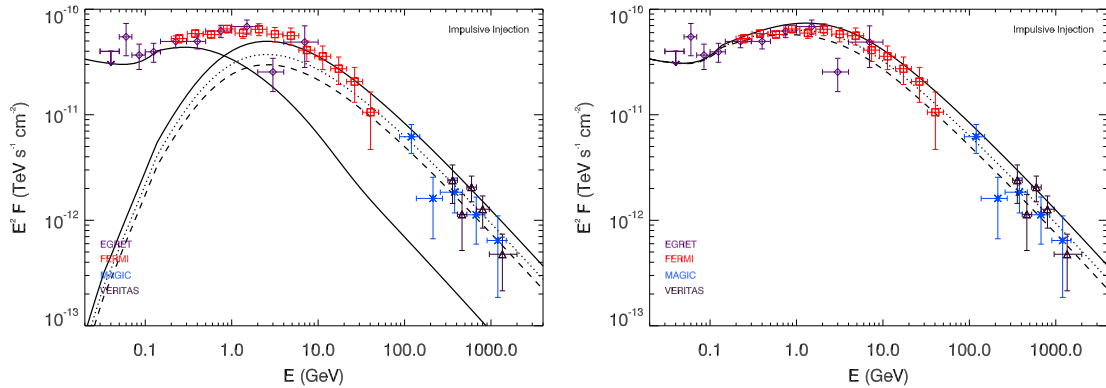 Impulsive Injection
10⁻¹⁰
10⁻¹¹
10⁻¹²
10⁻¹³
E² F (TeV s⁻¹ cm⁻²)
EGRET
FERMI
MAGIC
VERITAS
0.1 1.0 10.0 100.0 1000.0
E (GeV)
Impulsive Injection
10⁻¹⁰
10⁻¹¹
10⁻¹²
10⁻¹³
E² F (TeV s⁻¹ cm⁻²)
EGRET
FERMI
MAGIC
VERITAS
0.1 1.0 10.0 100.0 1000.0
E (GeV)